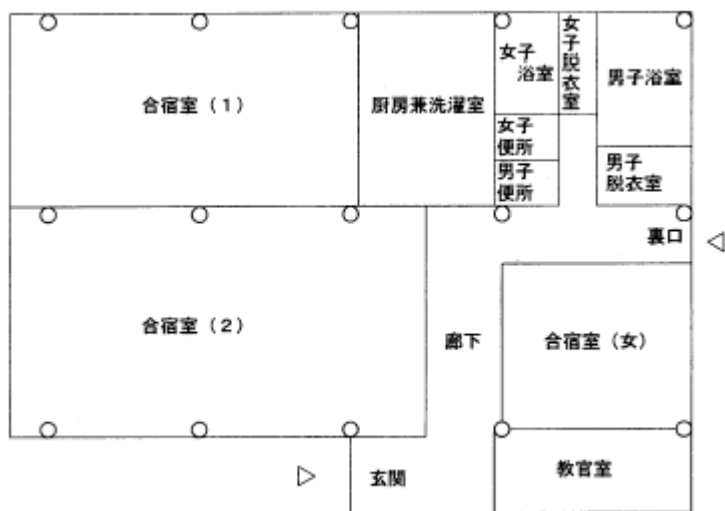 合宿室（１）
厨房兼洗濯室
女子
浴室
女子脱衣室
男子浴室
女子
便所
男子
便所
男子
脱衣室
裏口
合宿室（２）
廊下
合宿室（女）
玄関
教官室